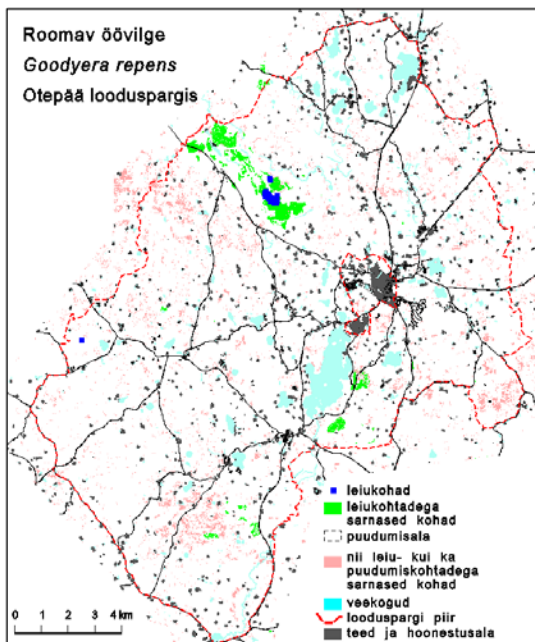 Roomav öövilge
Goodyera repens
Otepää looduspargis
leiukohad
leiukohtadega
sarnased kohad
puudumisala
nii leiu- kui ka
puudumiskohtadega
sarnased kohad
veekogud
looduspargi piir
teed ja hoonestusala
0 1 2 3 4 km